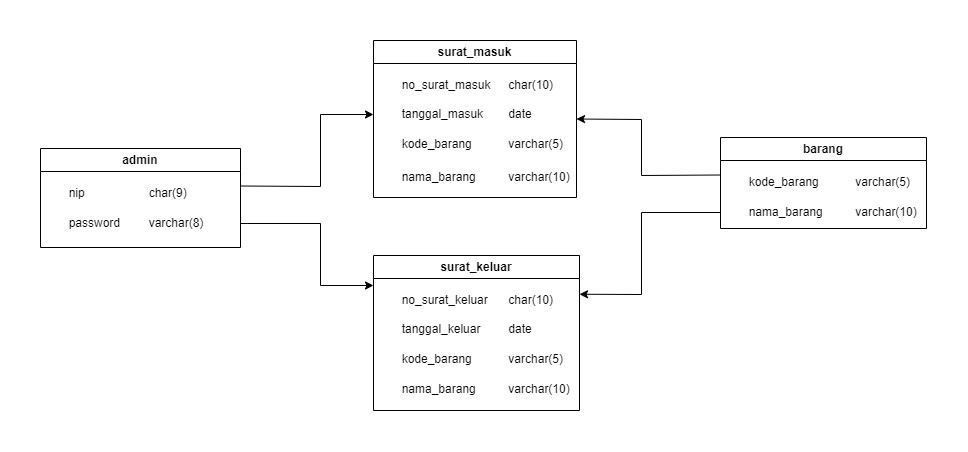 surat_masuk
no_surat_masuk char(10)
tanggal_masuk date
kode_barang varchar(5)
nama_barang varchar(10)
admin
nip char(9)
password varchar(8)
barang
kode_barang varchar(5)
nama_barang varchar(10)
surat_keluar
no_surat_keluar char(10)
tanggal_keluar date
kode_barang varchar(5)
nama_barang varchar(10)